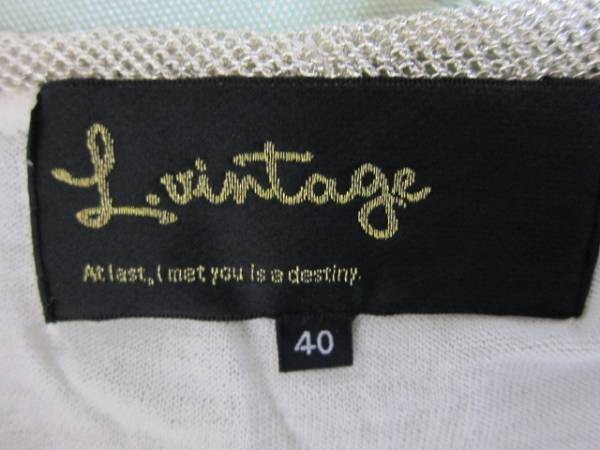 L.vintage
At last, I met you is a destiny.
40